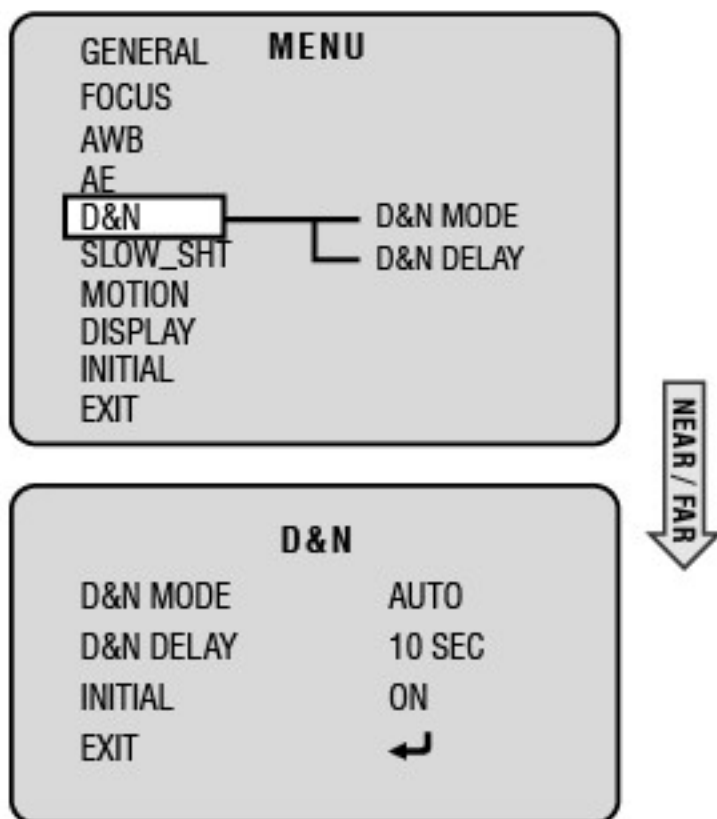 MENU
GENERAL
FOCUS
AWB
AE
D&N
D&N MODE
D&N DELAY
SLOW_SHT
MOTION
DISPLAY
INITIAL
EXIT
NEAR / FAR
D&N
D&N MODE AUTO
D&N DELAY 10 SEC
INITIAL ON
EXIT ↵